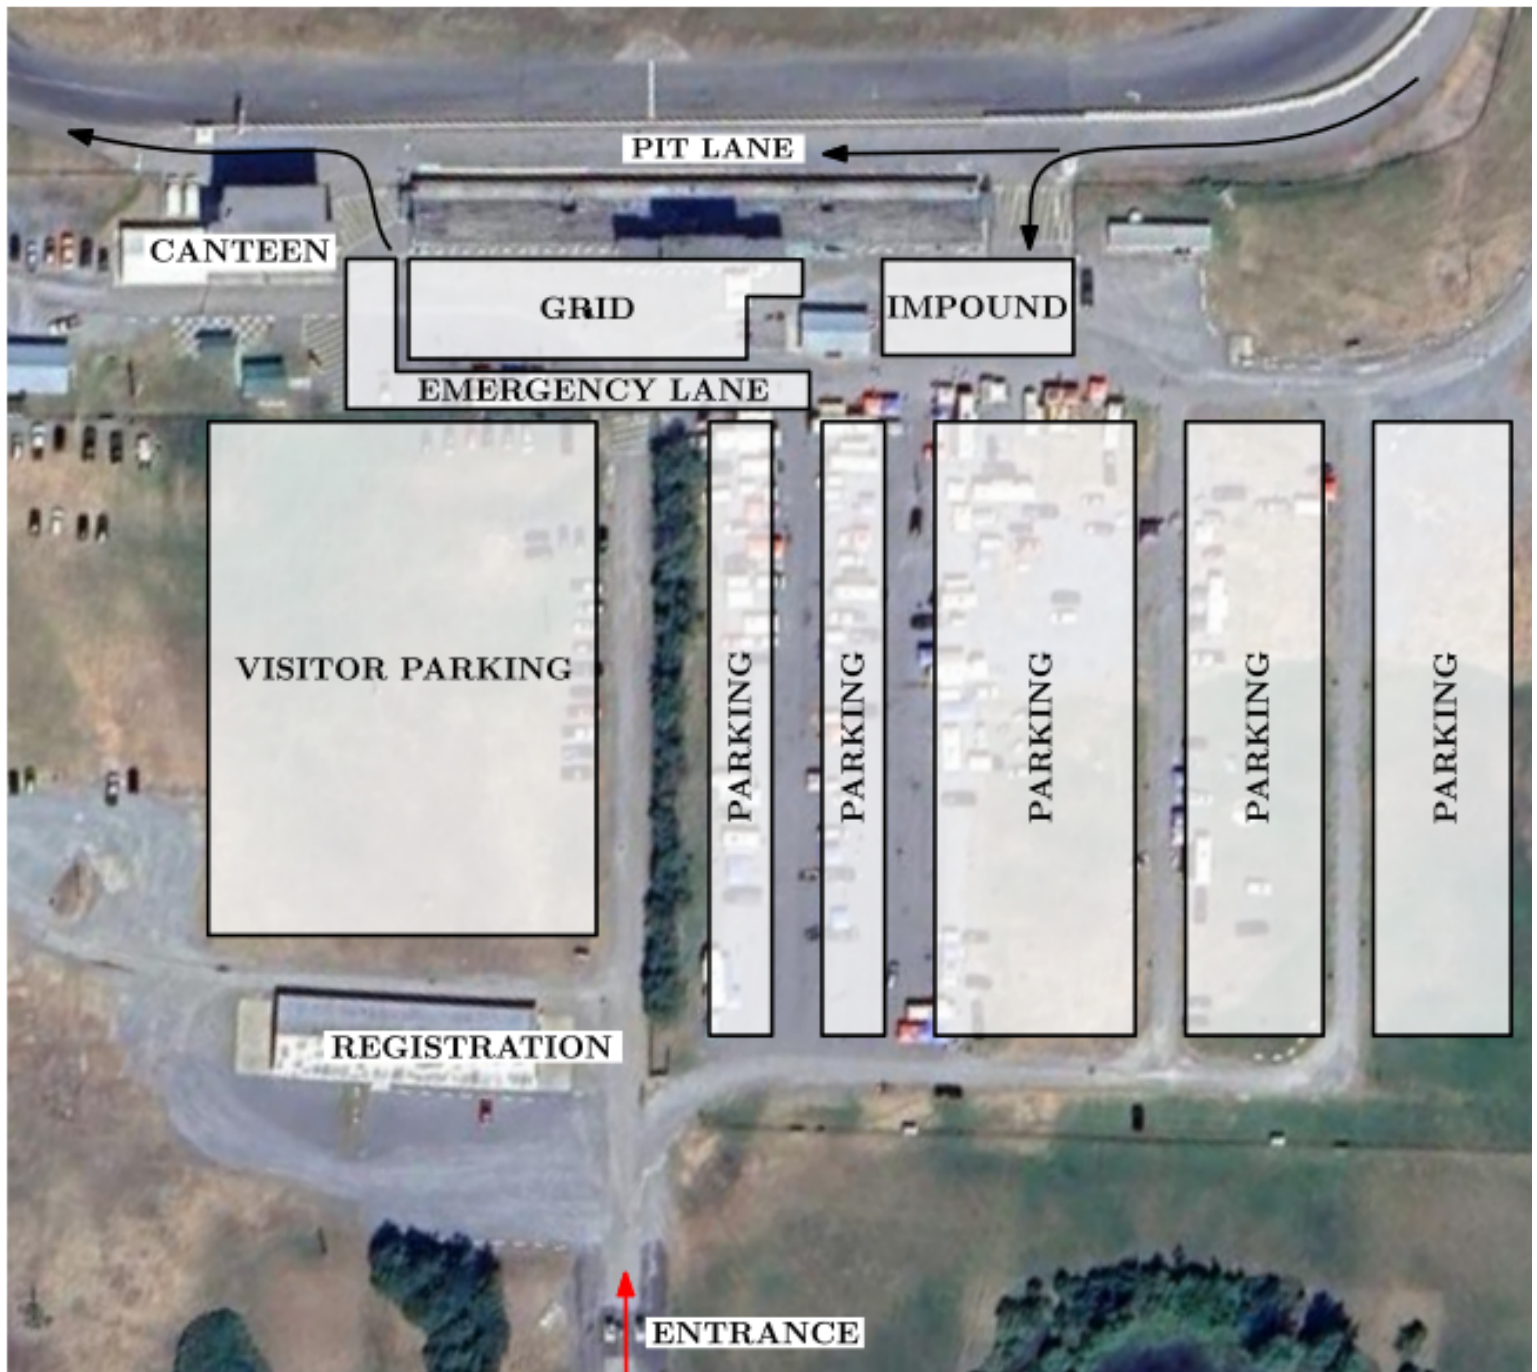 PIT LANE
CANTEEN
GRID
IMPOUND
EMERGENCY LANE
VISITOR PARKING
PARKING
PARKING
PARKING
PARKING
PARKING
REGISTRATION
ENTRANCE